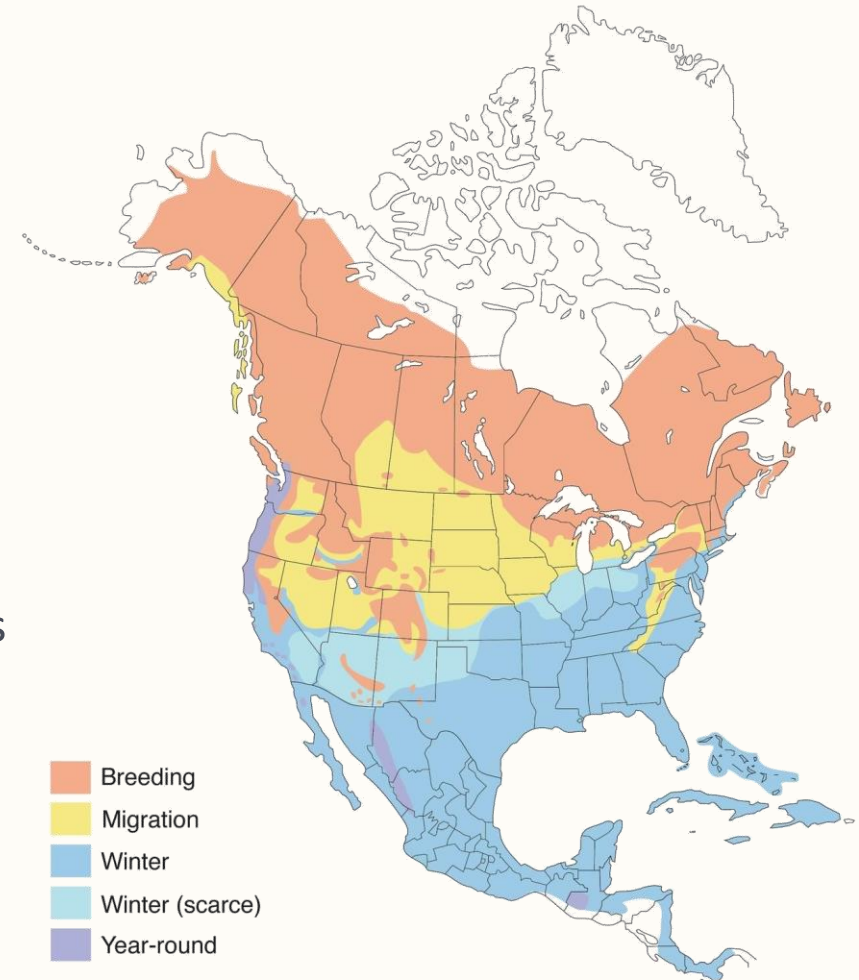 s
Breeding
Migration
Winter
Winter (scarce)
Year-round